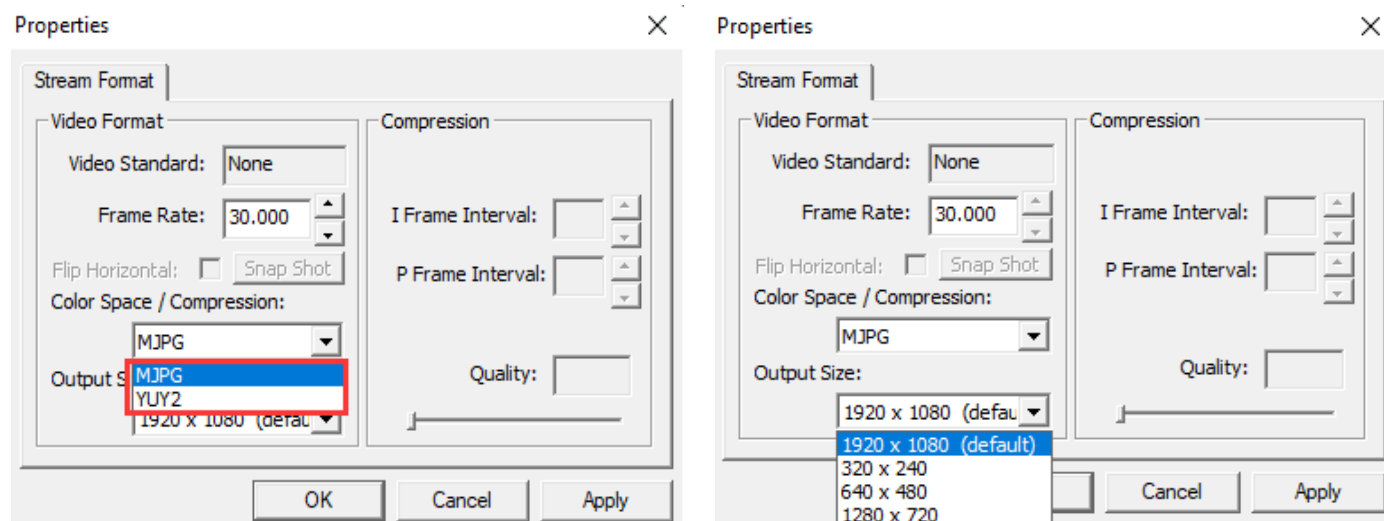 Properties
Stream Format
Video Format
Video Standard: None
Frame Rate: 30.000
Flip Horizontal: Snap Shot
Color Space / Compression:
MJPG
MJPG
YUY2
Output S
1920 x 1080 (defau
Compression
I Frame Interval:
P Frame Interval:
Quality:
OK Cancel Apply
Properties
Stream Format
Video Format
Video Standard: None
Frame Rate: 30.000
Flip Horizontal: Snap Shot
Color Space / Compression:
MJPG
Output Size:
1920 x 1080 (defau
1920 x 1080 (default)
320 x 240
640 x 480
1280 x 720
Compression
I Frame Interval:
P Frame Interval:
Quality:
Cancel Apply